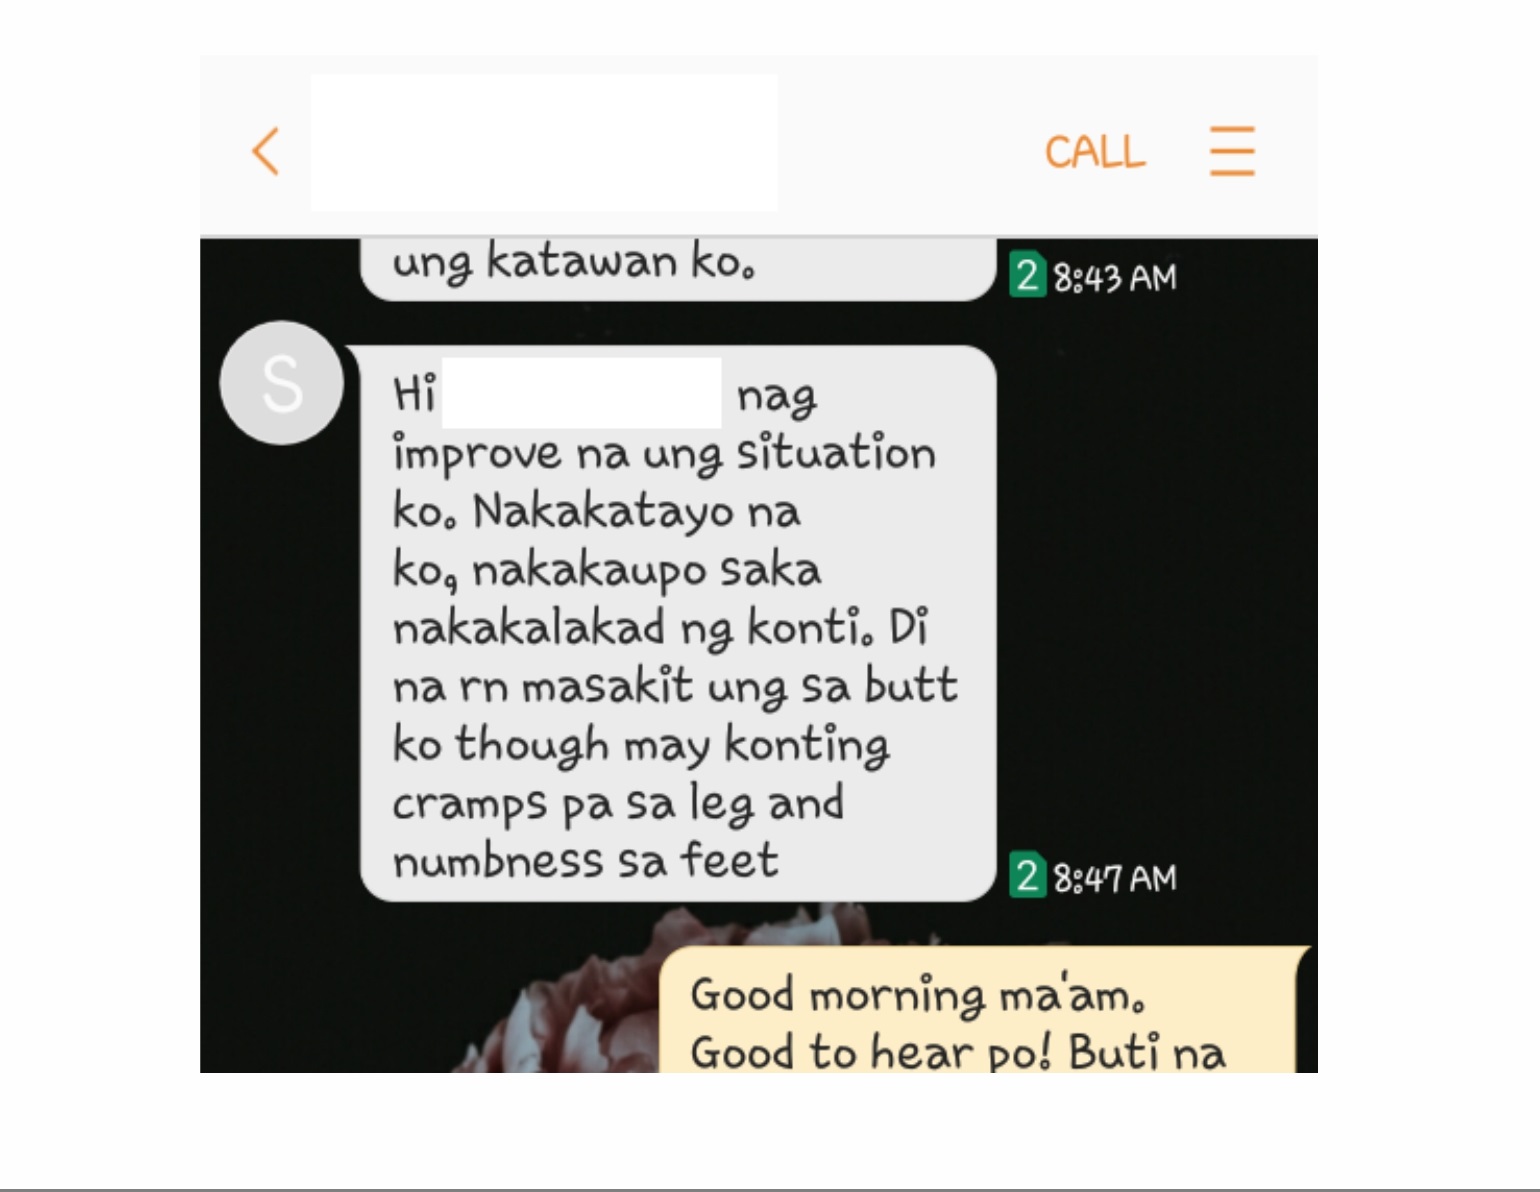 CALL
ung katawan ko.
2 8:43 AM
S
Hi nag
improve na ung situation
ko. Nakakatayo na
ko, nakakaupo saka
nakakalakad ng konti. Di
na rn masakit ung sa butt
ko though may konting
cramps pa sa leg and
numbness sa feet
2 8:47 AM
Good morning ma'am.
Good to hear po! Buti na